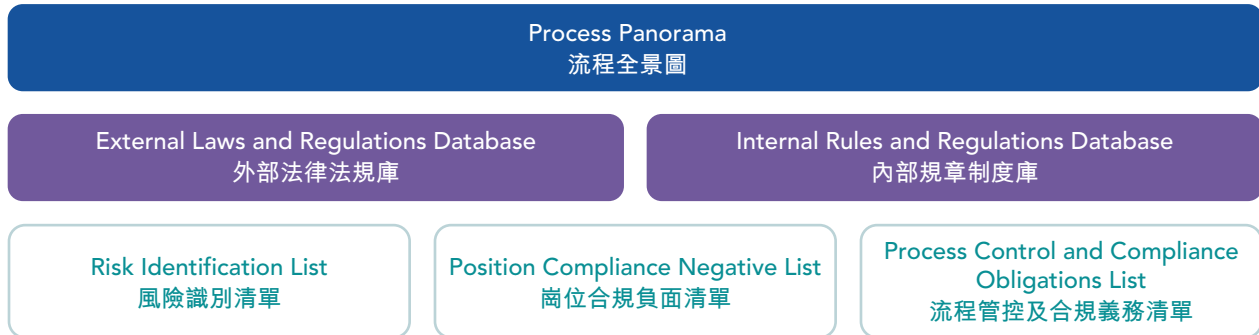 Process Panorama
流程全景圖
External Laws and Regulations Database
外部法律法規庫
Internal Rules and Regulations Database
內部規章制度庫
Risk Identification List
風險識別清單
Position Compliance Negative List
崗位合規負面清單
Process Control and Compliance
Obligations List
流程管控及合規義務清單